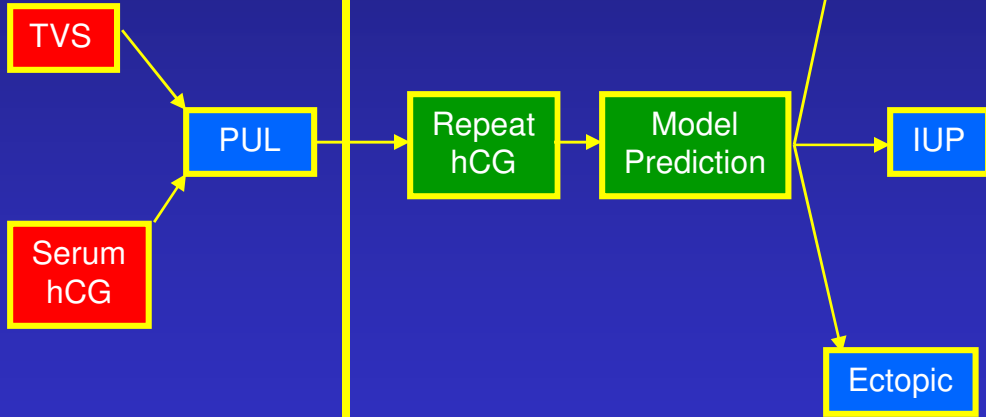 TVS
Serum
hCG
PUL
Repeat
hCG
Model
Prediction
IUP
Ectopic